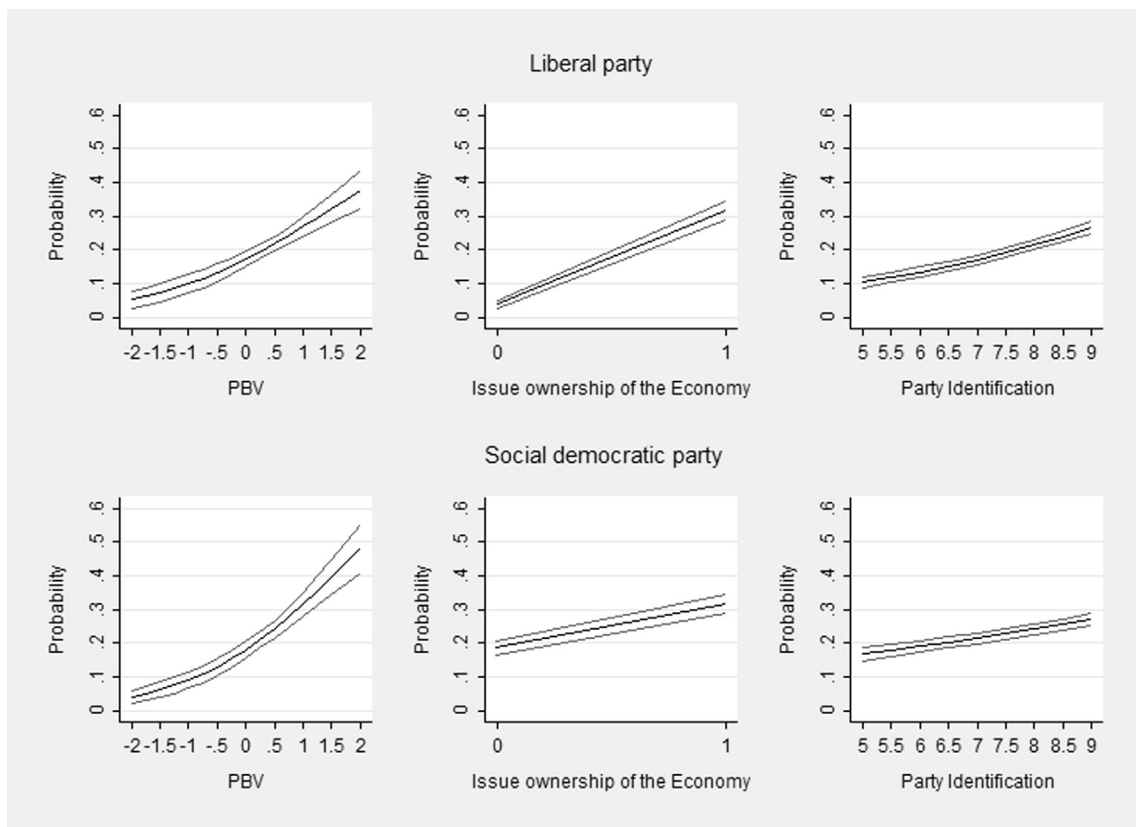 Liberal party
Probability
.6
.5
.4
.3
.2
.1
0
-2 -1.5 -1 -.5 0 .5 1 1.5 2
PBV
Probability
.6
.5
.4
.3
.2
.1
0
0 1
Issue ownership of the Economy
Probability
.6
.5
.4
.3
.2
.1
0
5 5.5 6 6.5 7 7.5 8 8.5 9
Party Identification
Social democratic party
Probability
.6
.5
.4
.3
.2
.1
0
-2 -1.5 -1 -.5 0 .5 1 1.5 2
PBV
Probability
.6
.5
.4
.3
.2
.1
0
0 1
Issue ownership of the Economy
Probability
.6
.5
.4
.3
.2
.1
0
5 5.5 6 6.5 7 7.5 8 8.5 9
Party Identification